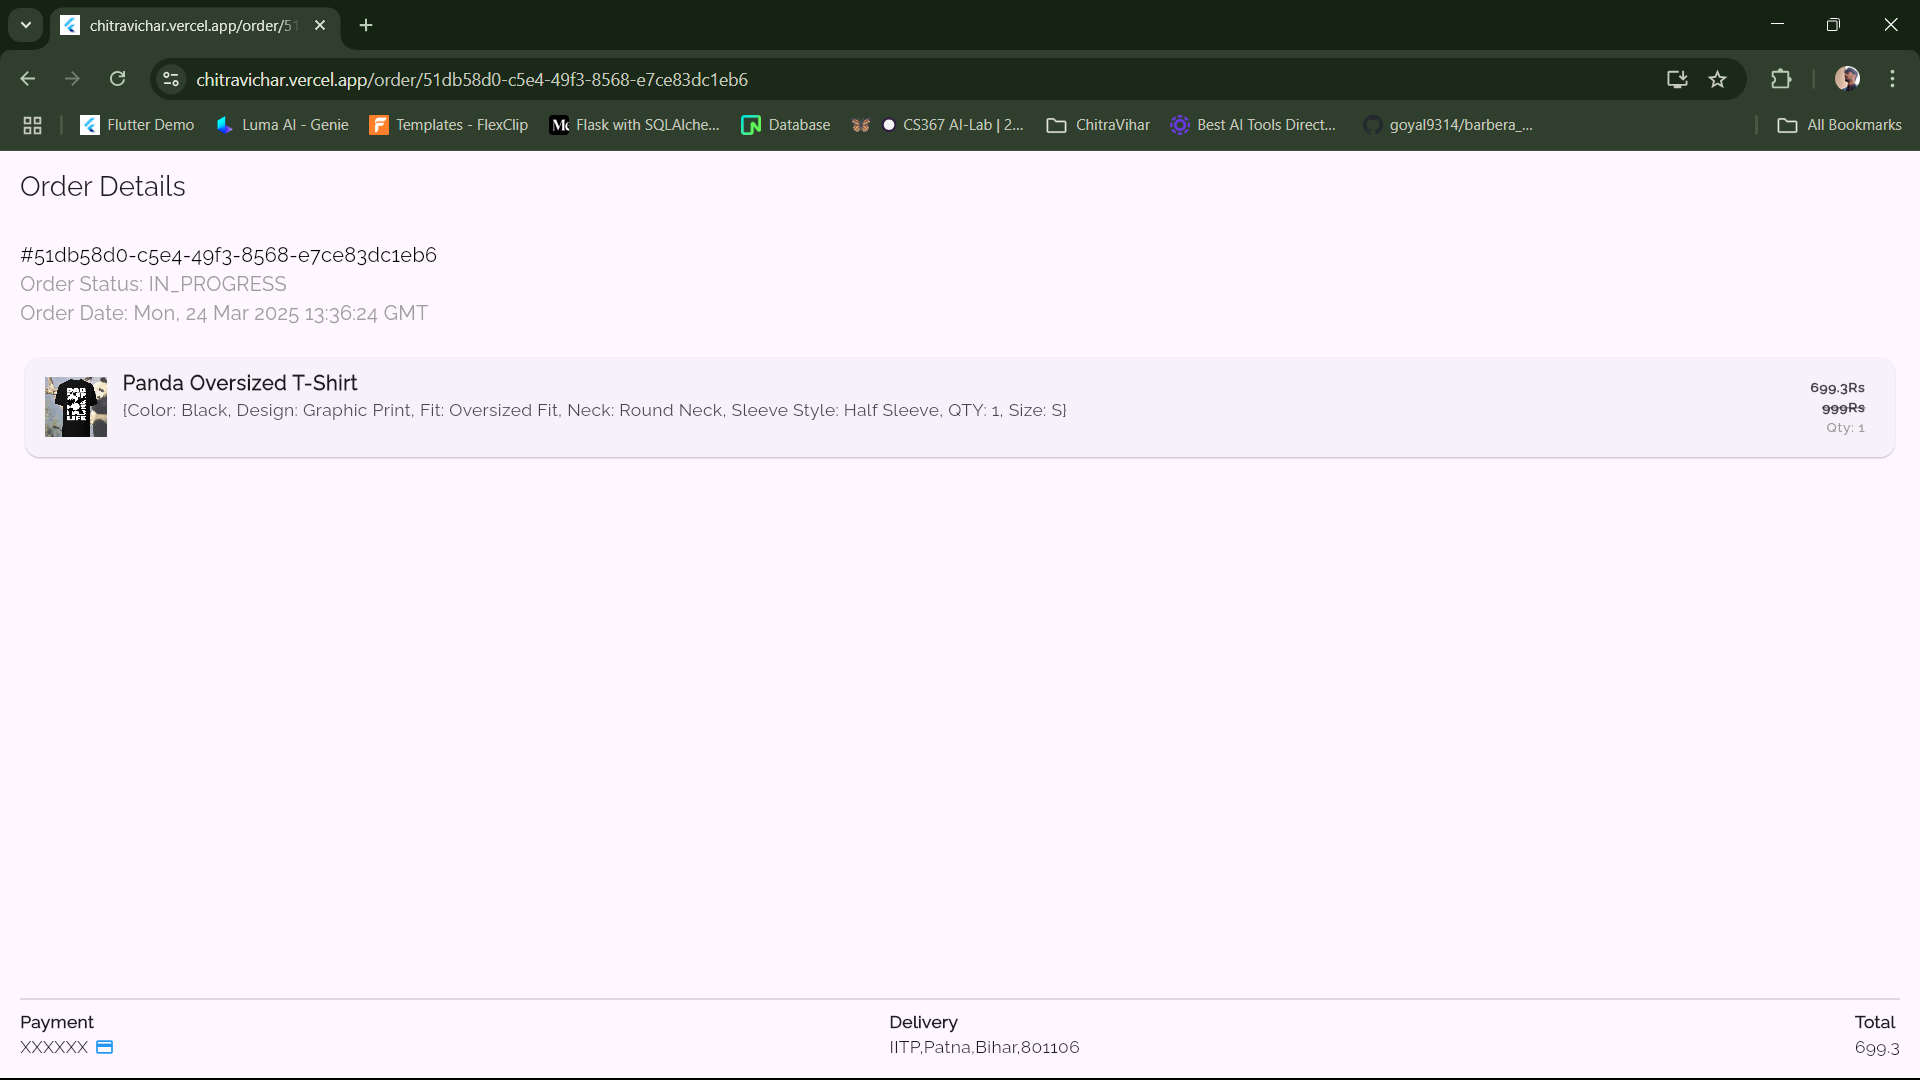 chitravichar.vercel.app/order/51
chitravichar.vercel.app/order/51db58d0-c5e4-49f3-8568-e7ce83dc1eb6
Flutter Demo
Luma AI - Genie
Templates - FlexClip
Flask with SQLAlche...
Database
CS367 AI-Lab | 2...
ChitraVihar
Best AI Tools Direct...
goyal9314/barbera_...
All Bookmarks
Order Details
#51db58d0-c5e4-49f3-8568-e7ce83dc1eb6
Order Status: IN_PROGRESS
Order Date: Mon, 24 Mar 2025 13:36:24 GMT
Panda Oversized T-Shirt
{Color: Black, Design: Graphic Print, Fit: Oversized Fit, Neck: Round Neck, Sleeve Style: Half Sleeve, QTY: 1, Size: S}
699.3Rs
999Rs
Qty: 1
Payment
XXXXXX
Delivery
IITP,Patna,Bihar,801106
Total
699.3